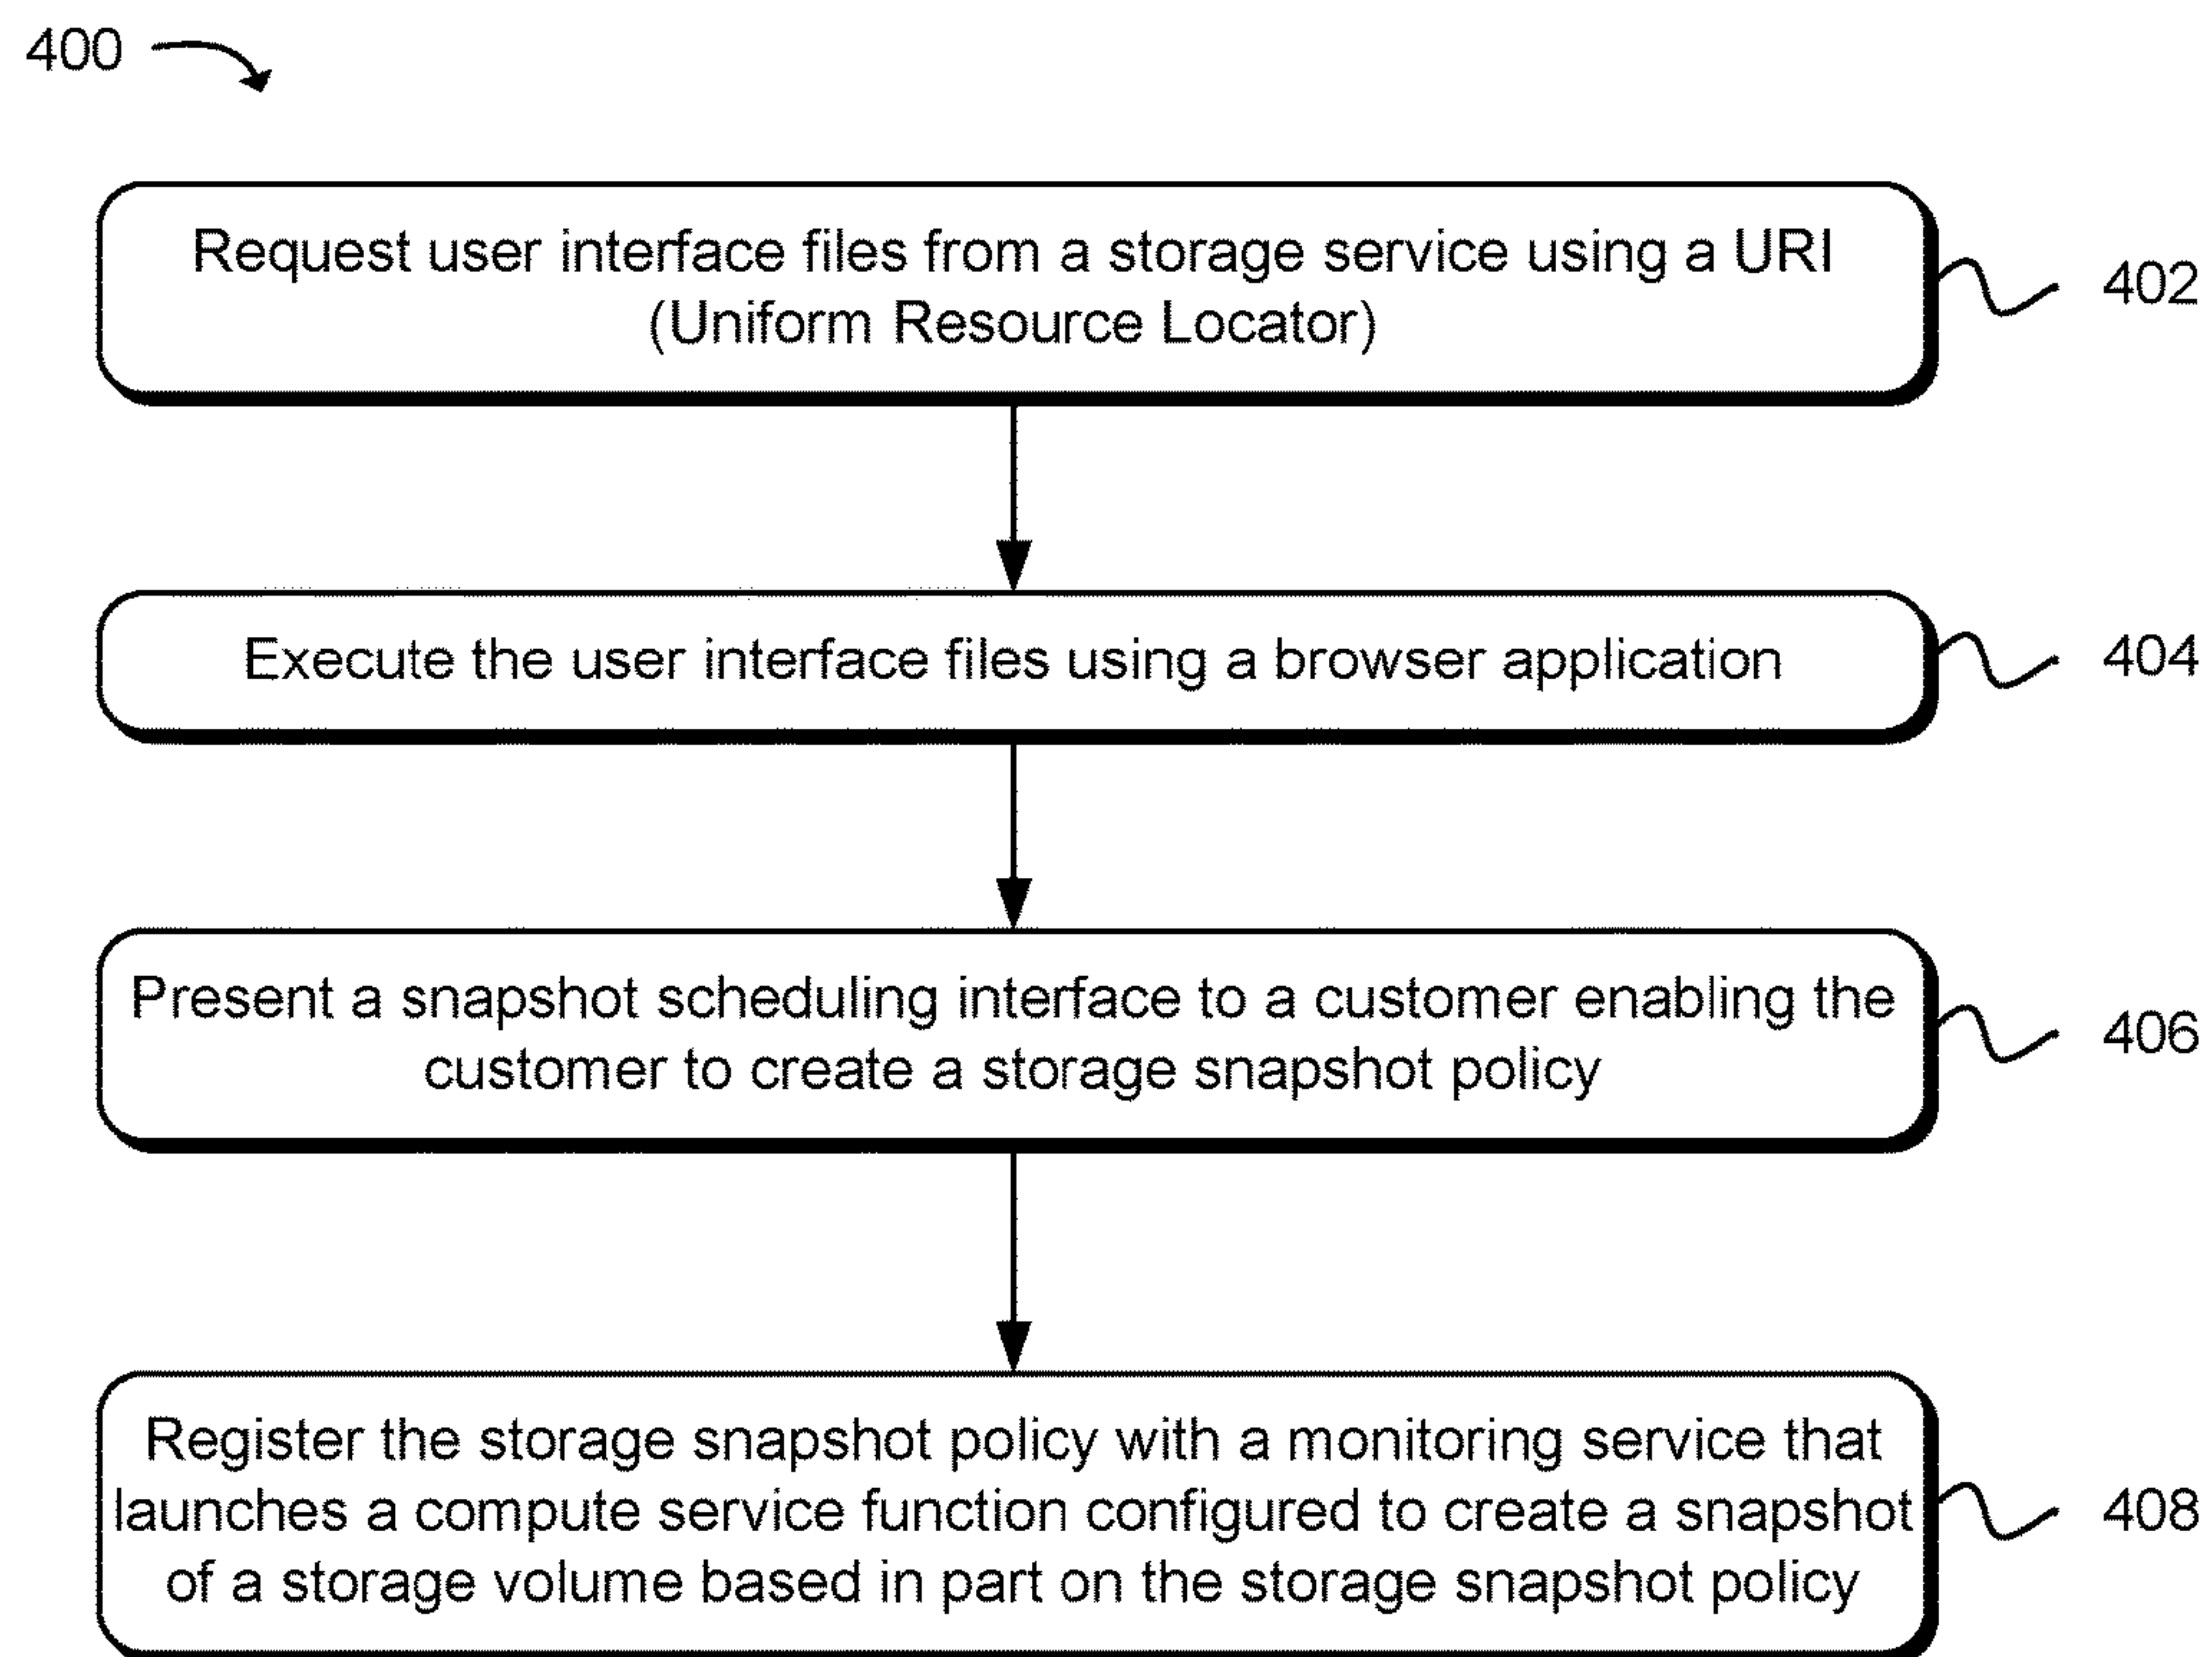 400
Request user interface files from a storage service using a URI
(Uniform Resource Locator)
402
Execute the user interface files using a browser application
404
Present a snapshot scheduling interface to a customer enabling the
customer to create a storage snapshot policy
406
Register the storage snapshot policy with a monitoring service that
launches a compute service function configured to create a snapshot
of a storage volume based in part on the storage snapshot policy
408